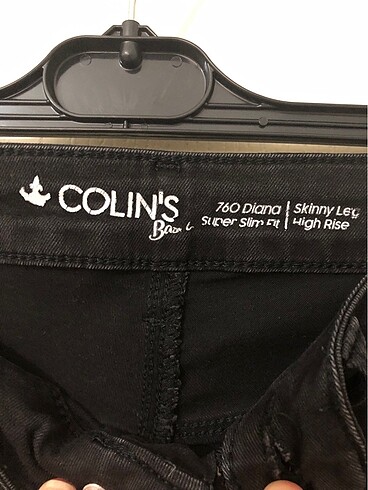 COLIN'S
760 Diana | Skinny Leg
Super Slim Fit | High Rise